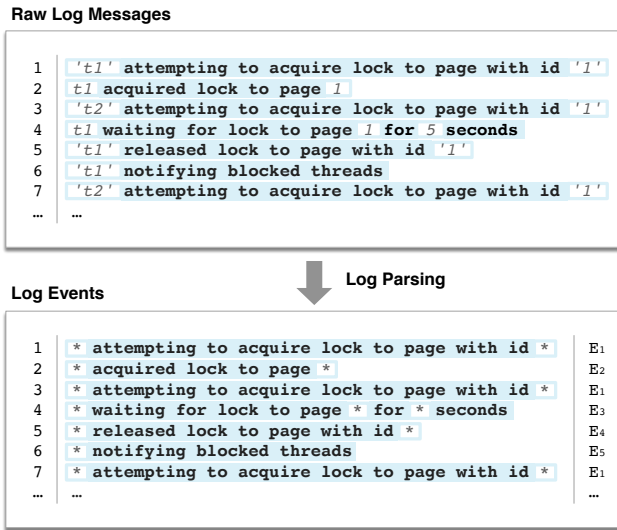 Raw Log Messages
1 't1' attempting to acquire lock to page with id '1'
2 t1 acquired lock to page 1
3 't2' attempting to acquire lock to page with id '1'
4 t1 waiting for lock to page 1 for 5 seconds
5 't1' released lock to page with id '1'
6 't1' notifying blocked threads
7 't2' attempting to acquire lock to page with id '1'
… …
Log Parsing
Log Events
1 * attempting to acquire lock to page with id * E1
2 * acquired lock to page * E2
3 * attempting to acquire lock to page with id * E1
4 * waiting for lock to page * for * seconds E3
5 * released lock to page with id * E4
6 * notifying blocked threads E5
7 * attempting to acquire lock to page with id * E1
… … …